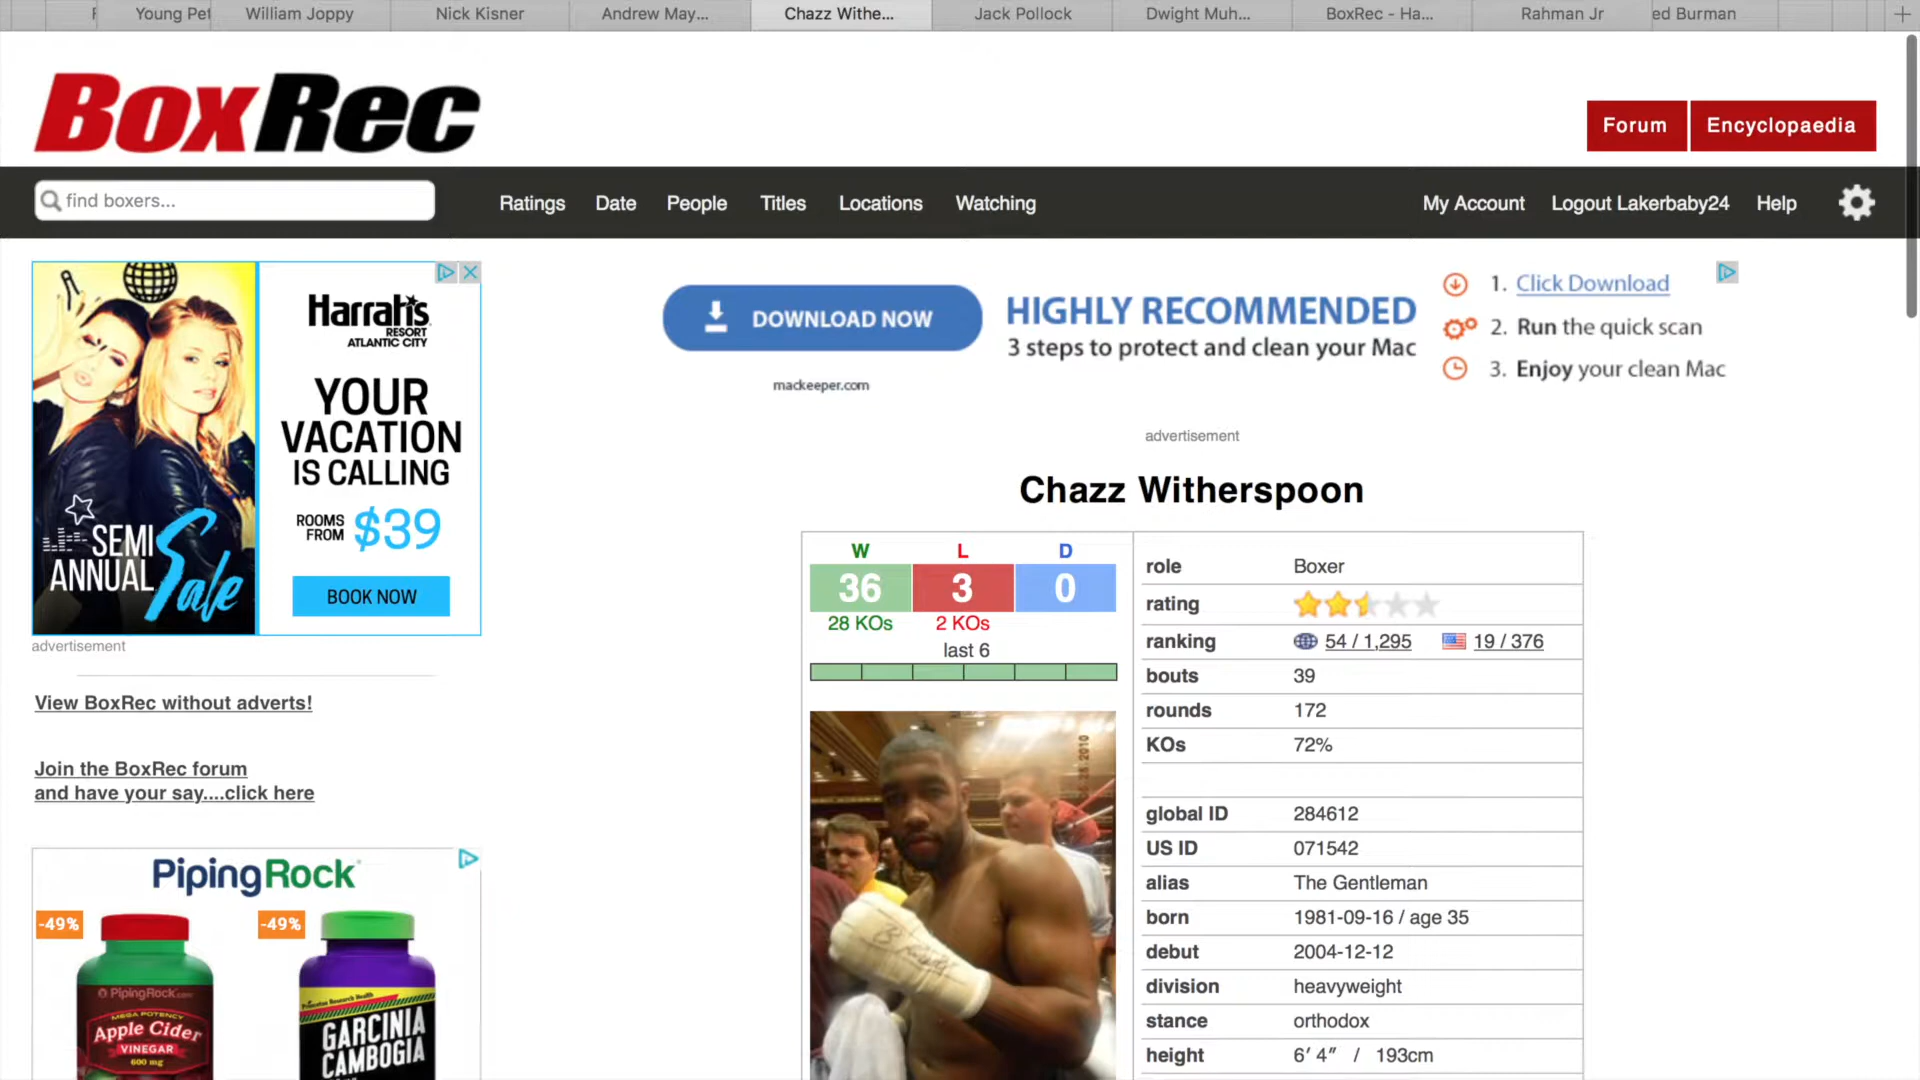 Young Pet
William Joppy
Nick Kisner
Andrew May...
Chazz Withe...
Jack Pollock
Dwight Muh...
BoxRec - Ha...
Rahman Jr
ed Burman
BoxRec
Forum
Encyclopaedia
find boxers...
Ratings
Date
People
Titles
Locations
Watching
My Account
Logout Lakerbaby24
Help
Harrah's
RESORT
ATLANTIC CITY
YOUR
VACATION
IS CALLING
ROOMS
FROM
$39
BOOK NOW
SEMI
ANNUAL
Sale
advertisement
DOWNLOAD NOW
mackeeper.com
HIGHLY RECOMMENDED
3 steps to protect and clean your Mac
1. Click Download
2. Run the quick scan
3. Enjoy your clean Mac
advertisement
View BoxRec without adverts!
Join the BoxRec forum
and have your say....click here
PipingRock
-49%
-49%
PipingRock
MEGA POTENCY
Apple Cider
VINEGAR
600 mg
GARCINIA
CAMBOGIA
Chazz Witherspoon
W L D
36 3 0
28 KOs 2 KOs
last 6
role Boxer
rating
ranking 54 / 1,295 19 / 376
bouts 39
rounds 172
KOs 72%
global ID 284612
US ID 071542
alias The Gentleman
born 1981-09-16 / age 35
debut 2004-12-12
division heavyweight
stance orthodox
height 6′ 4″ / 193cm